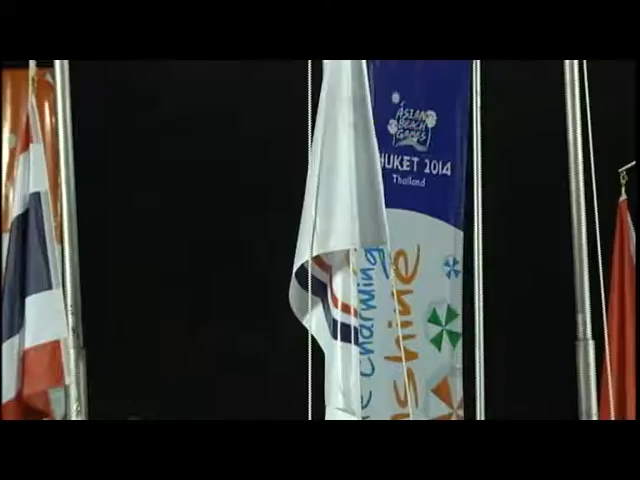 ASIAN
BEACH
GAMES
HUKET 2014
Thailand
charming
shine